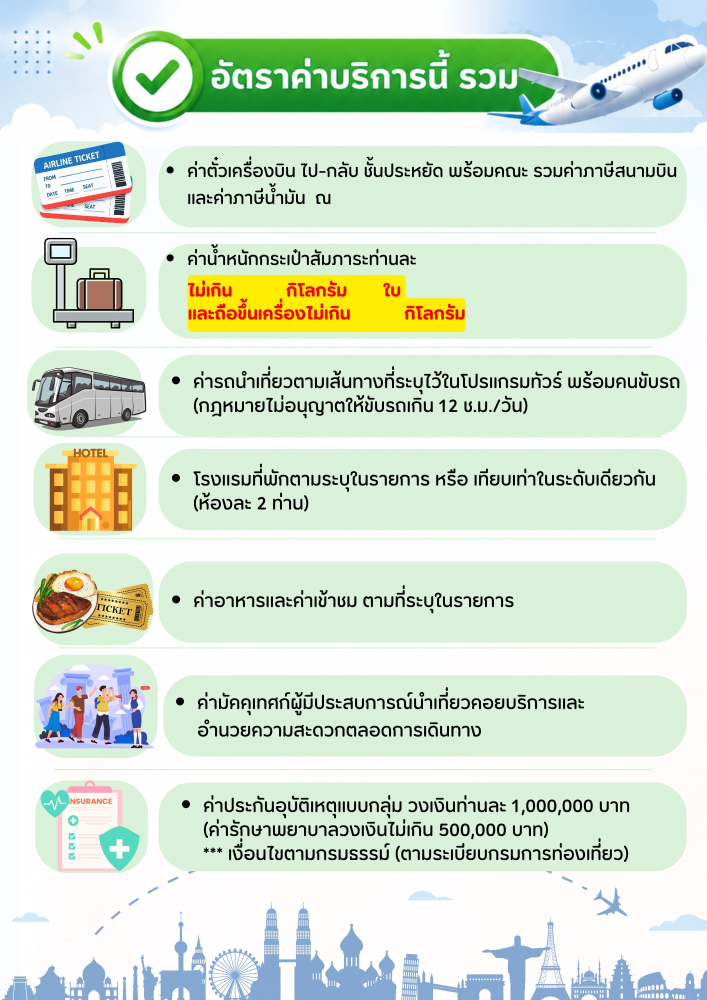 อัตราค่าบริการนี้ รวม
AIRLINE TICKET
FROM
TO
DATE TIME SEAT
SEAT
ค่าตั๋วเครื่องบิน ไป-กลับ ชั้นประหยัด พร้อมคณะ รวมค่าภาษีสนามบิน
และค่าภาษีน้ำมัน ณ
ค่าน้ำหนักกระเป๋าสัมภาระท่านละ
ไม่เกิน กิโลกรัม ใบ
และถือขึ้นเครื่องไม่เกิน กิโลกรัม
ค่ารถนำเที่ยวตามเส้นทางที่ระบุไว้ในโปรแกรมทัวร์ พร้อมคนขับรถ
(กฎหมายไม่อนุญาตให้ขับรถเกิน 12 ช.ม./วัน)
HOTEL
โรงแรมที่พักตามระบุในรายการ หรือ เทียบเท่าในระดับเดียวกัน
(ห้องละ 2 ท่าน)
TICKET
ค่าอาหารและค่าเข้าชม ตามที่ระบุในรายการ
ค่ามัคคุเทศก์ผู้มีประสบการณ์นำเที่ยวคอยบริการและ
อำนวยความสะดวกตลอดการเดินทาง
NSURANCE
ค่าประกันอุบัติเหตุแบบกลุ่ม วงเงินท่านละ 1,000,000 บาท
(ค่ารักษาพยาบาลวงเงินไม่เกิน 500,000 บาท)
*** เงื่อนไขตามกรมธรรม์ (ตามระเบียบกรมการท่องเที่ยว)